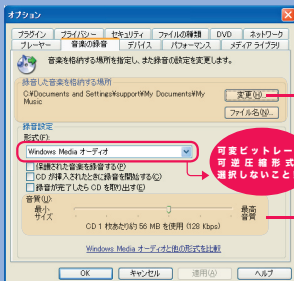 オプション
プラグイン プライバシー セキュリティ ファイルの種類 DVD ネットワーク
プレーヤー 音楽の録音 デバイス パフォーマンス メディア ライブラリ
音楽を格納する場所を指定し、また録音の設定を変更します。
録音した音楽を格納する場所
C:¥Documents and Settings¥support¥My Documents¥My Music
変更(H)...
ファイル名(N)...
録音設定
形式(F):
Windows Media オーディオ
保護された音楽を録音する(P)
CD が挿入されたときに録音を開始する(C)
録音が完了したら CD を取り出す(E)
可変ビットレー
可逆圧縮形式
選択しないこと
音質(U):
最小サイズ
最高音質
CD 1 枚あたり約 56 MB を使用 (128 Kbps)
Windows Media オーディオと他の形式を比較
OK キャンセル 適用(A) ヘルプ